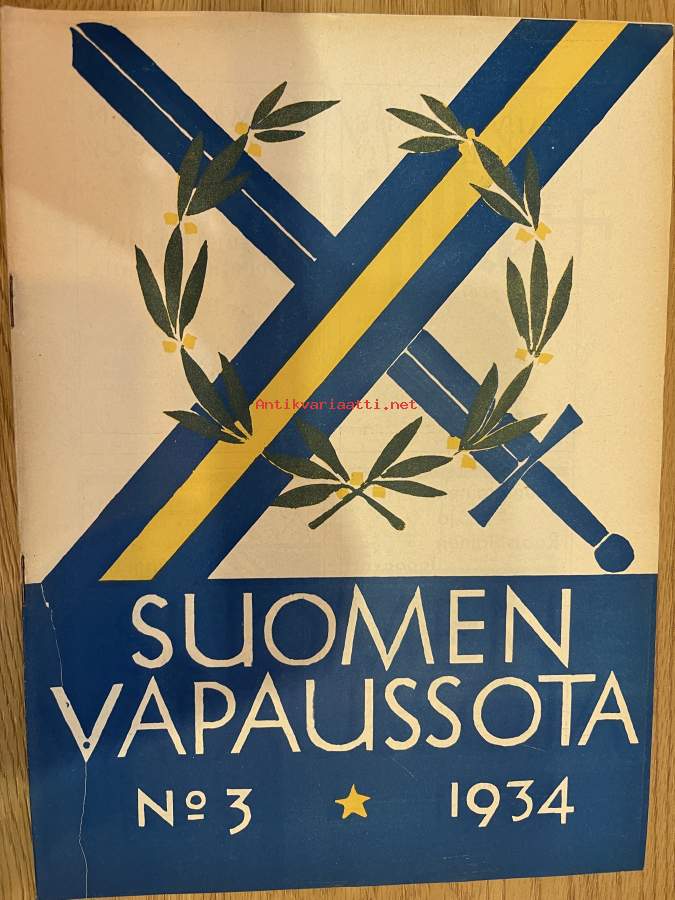 Antikvariaatti.net
SUOMEN
VAPAUSSOTA
Nº 3 1934